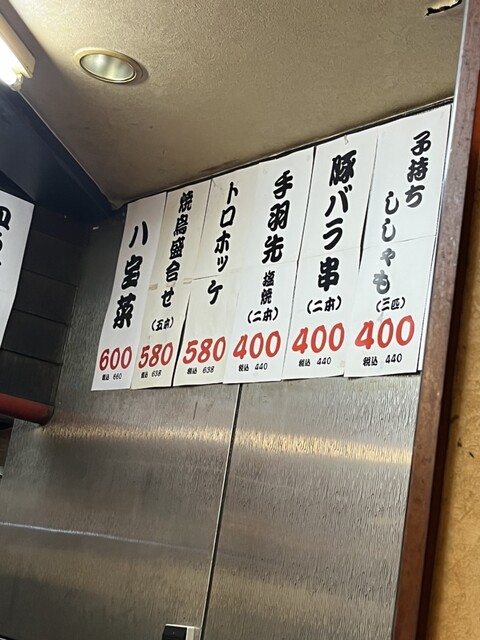 子持ち
ししゃも(三匹)
400
税込 440
豚バラ串
(二本)
400
税込 440
手羽先
塩焼
(二本)
400
税込 440
トロホッケ
580
税込 638
焼鳥盛合せ
(五本)
580
税込 638
八宝菜
600
税込 660